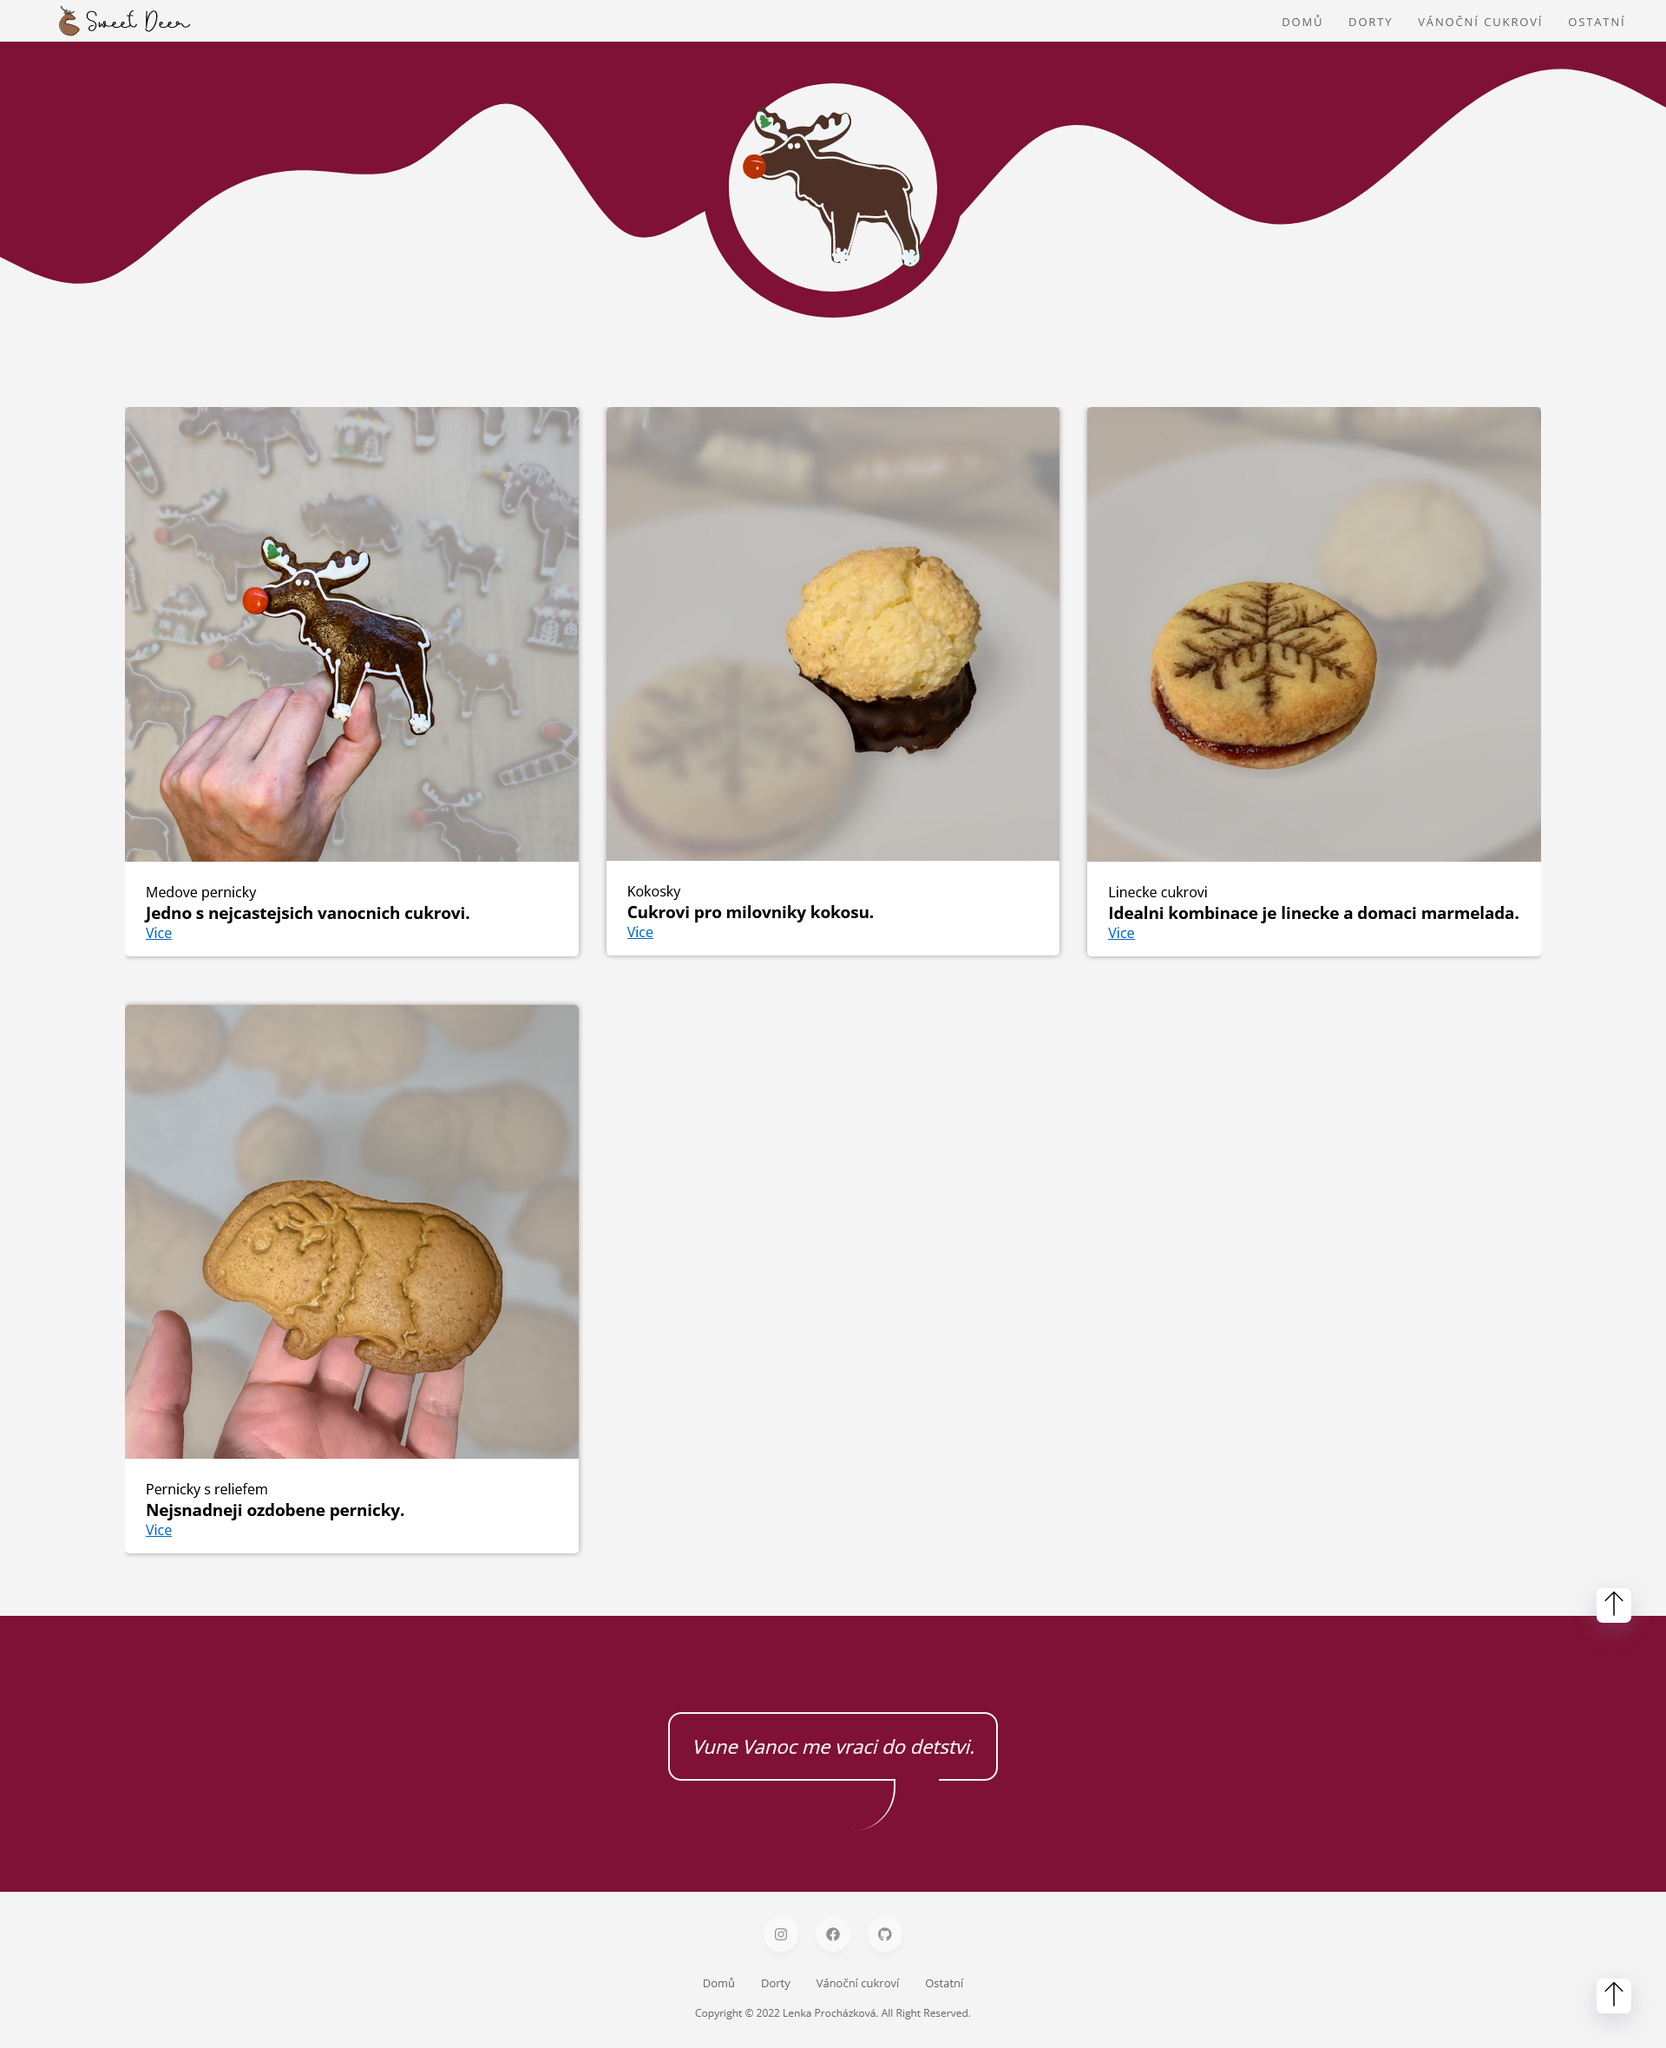 Sweet Deer
DOMŮ DORTY VÁNOČNÍ CUKROVÍ OSTATNÍ
Medove pernicky
Jedno s nejcastejsich vanocnich cukrovi.
Vice
Kokosky
Cukrovi pro milovniky kokosu.
Vice
Linecke cukrovi
Idealni kombinace je linecke a domaci marmelada.
Vice
Pernicky s reliefem
Nejsnadneji ozdobene pernicky.
Vice
Vune Vanoc me vraci do detstvi.
Domů Dorty Vánoční cukroví Ostatní
Copyright © 2022 Lenka Procházková. All Right Reserved.